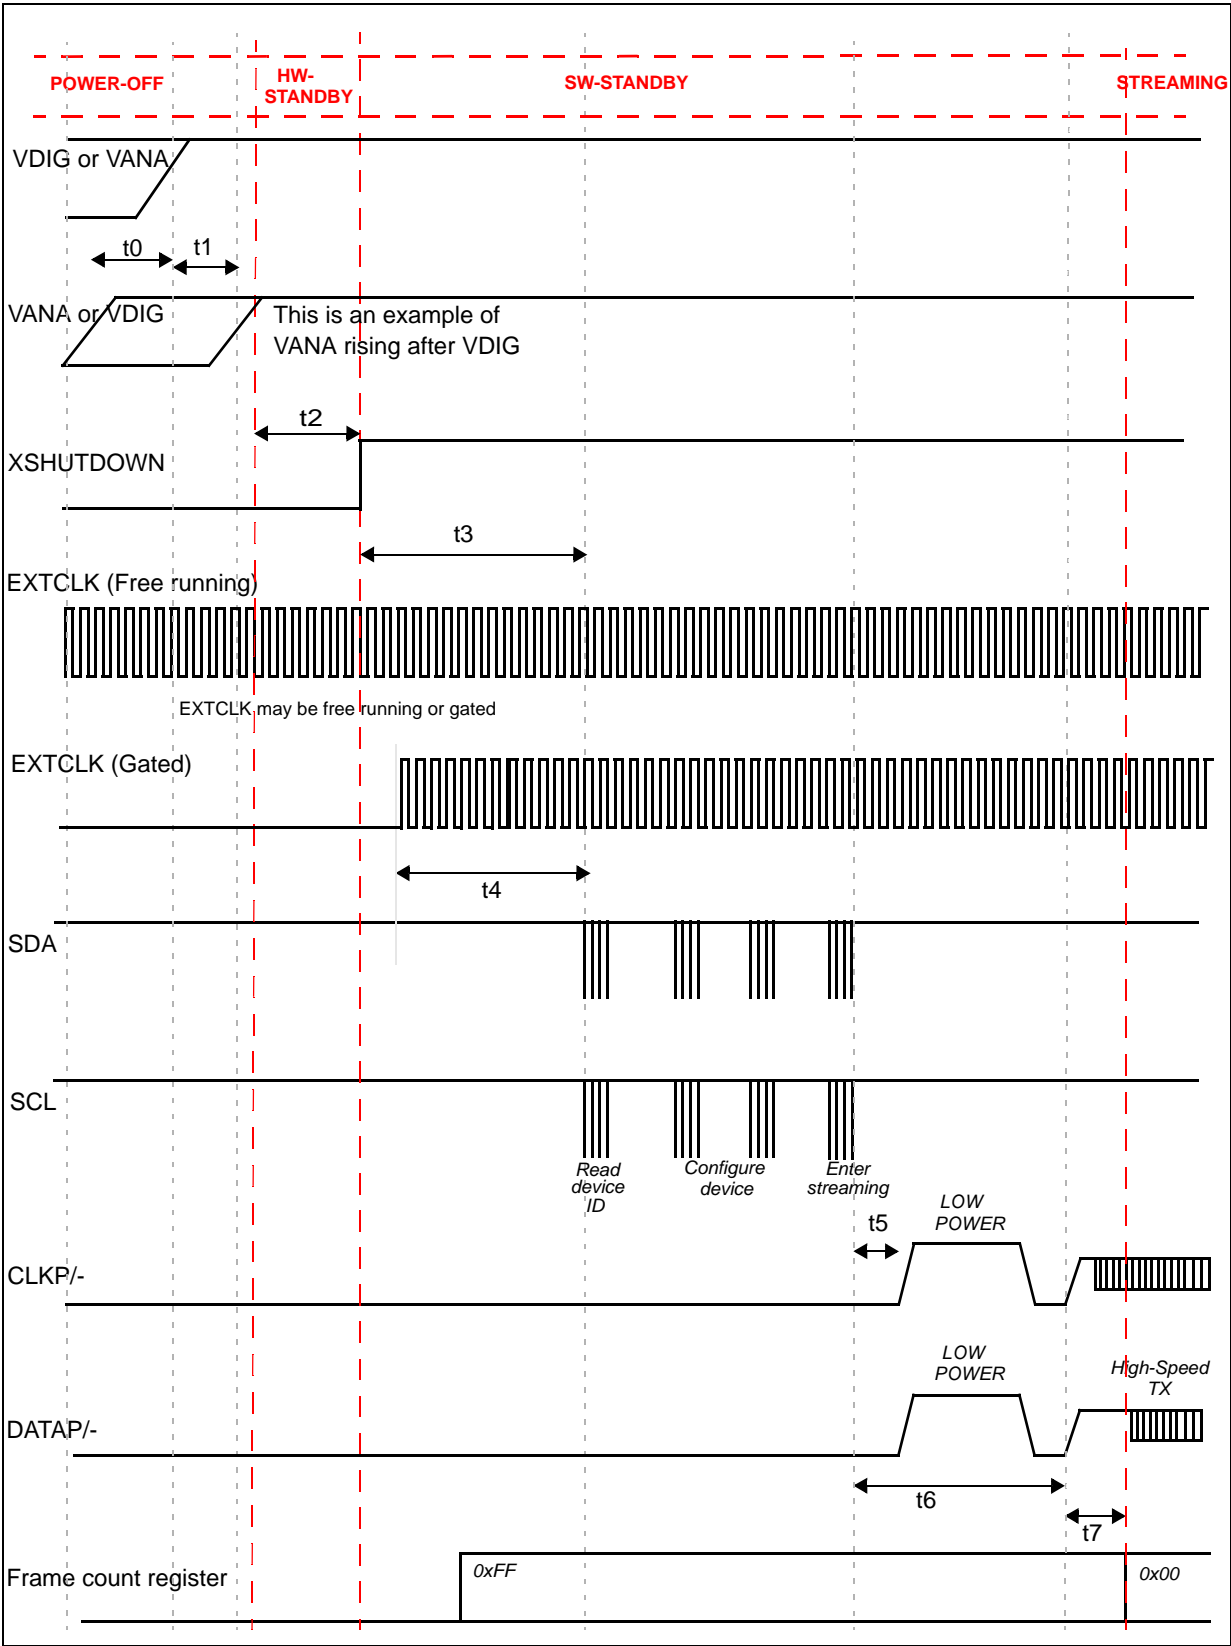 POWER-OFF
HW-
STANDBY
SW-STANDBY
STREAMING
VDIG or VANA
t0
t1
VANA or VDIG
This is an example of
VANA rising after VDIG
t2
XSHUTDOWN
t3
EXTCLK (Free running)
EXTCLK may be free running or gated
EXTCLK (Gated)
t4
SDA
SCL
Read
device
ID
Configure
device
Enter
streaming
LOW
POWER
t5
CLKP/-
LOW
POWER
High-Speed
TX
DATAP/-
t6
t7
Frame count register
0xFF
0x00